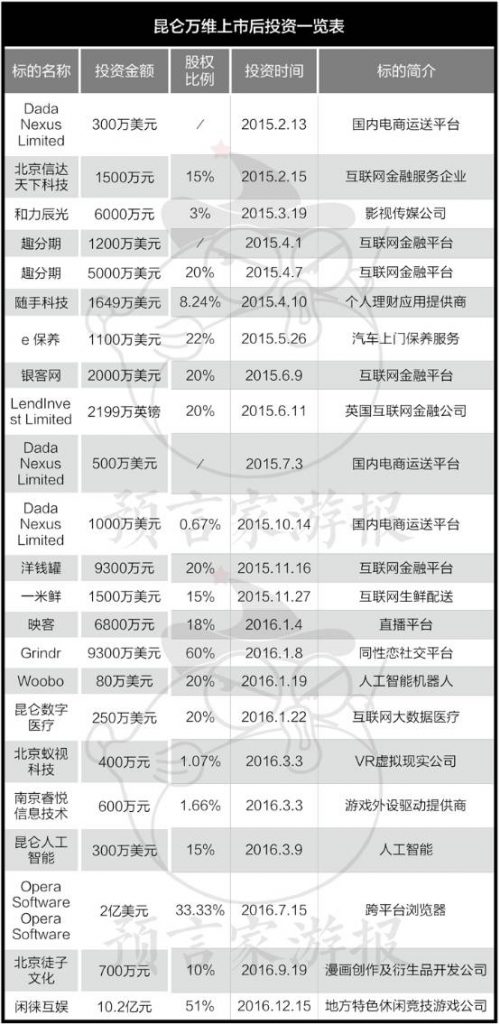 昆仑万维上市后投资一览表
标的名称 投资金额 股权比例 投资时间 标的简介
Dada Nexus Limited 300万美元 / 2015.2.13 国内电商运送平台
北京信达天下科技 1500万元 15% 2015.2.15 互联网金融服务企业
和力辰光 6000万元 3% 2015.3.19 影视传媒公司
趣分期 1200万美元 / 2015.4.1 互联网金融平台
趣分期 5000万美元 20% 2015.4.7 互联网金融平台
随手科技 1649万美元 8.24% 2015.4.10 个人理财应用提供商
e 保养 1100万美元 22% 2015.5.26 汽车上门保养服务
银客网 2000万美元 20% 2015.6.9 互联网金融平台
LendInvest Limited 2199万英镑 20% 2015.6.11 英国互联网金融公司
Dada Nexus Limited 500万美元 / 2015.7.3 国内电商运送平台
Dada Nexus Limited 1000万美元 0.67% 2015.10.14 国内电商运送平台
洋钱罐 9300万元 20% 2015.11.16 互联网金融平台
一米鲜 1500万美元 15% 2015.11.27 互联网生鲜配送
映客 6800万元 18% 2016.1.4 直播平台
Grindr 9300万美元 60% 2016.1.8 同性恋社交平台
Woobo 80万美元 20% 2016.1.19 人工智能机器人
昆仑数字医疗 250万美元 20% 2016.1.22 互联网大数据医疗
北京蚁视科技 400万元 1.07% 2016.3.3 VR虚拟现实公司
南京睿悦信息技术 600万元 1.66% 2016.3.3 游戏外设驱动提供商
昆仑人工智能 300万美元 15% 2016.3.9 人工智能
Opera Software Opera Software 2亿美元 33.33% 2016.7.15 跨平台浏览器
北京徒子文化 700万元 10% 2016.9.19 漫画创作及衍生品开发公司
闲徕互娱 10.2亿元 51% 2016.12.15 地方特色休闲竞技游戏公司
预言家游报
预言家游报